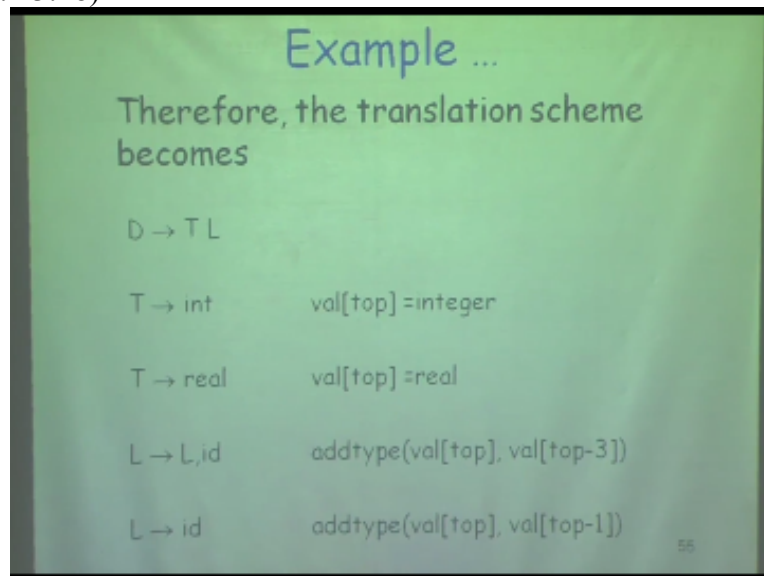 Example ...
Therefore, the translation scheme
becomes
D → T L
T → int val[top] =integer
T → real val[top] =real
L → L,id addtype(val[top], val[top-3])
L → id addtype(val[top], val[top-1])